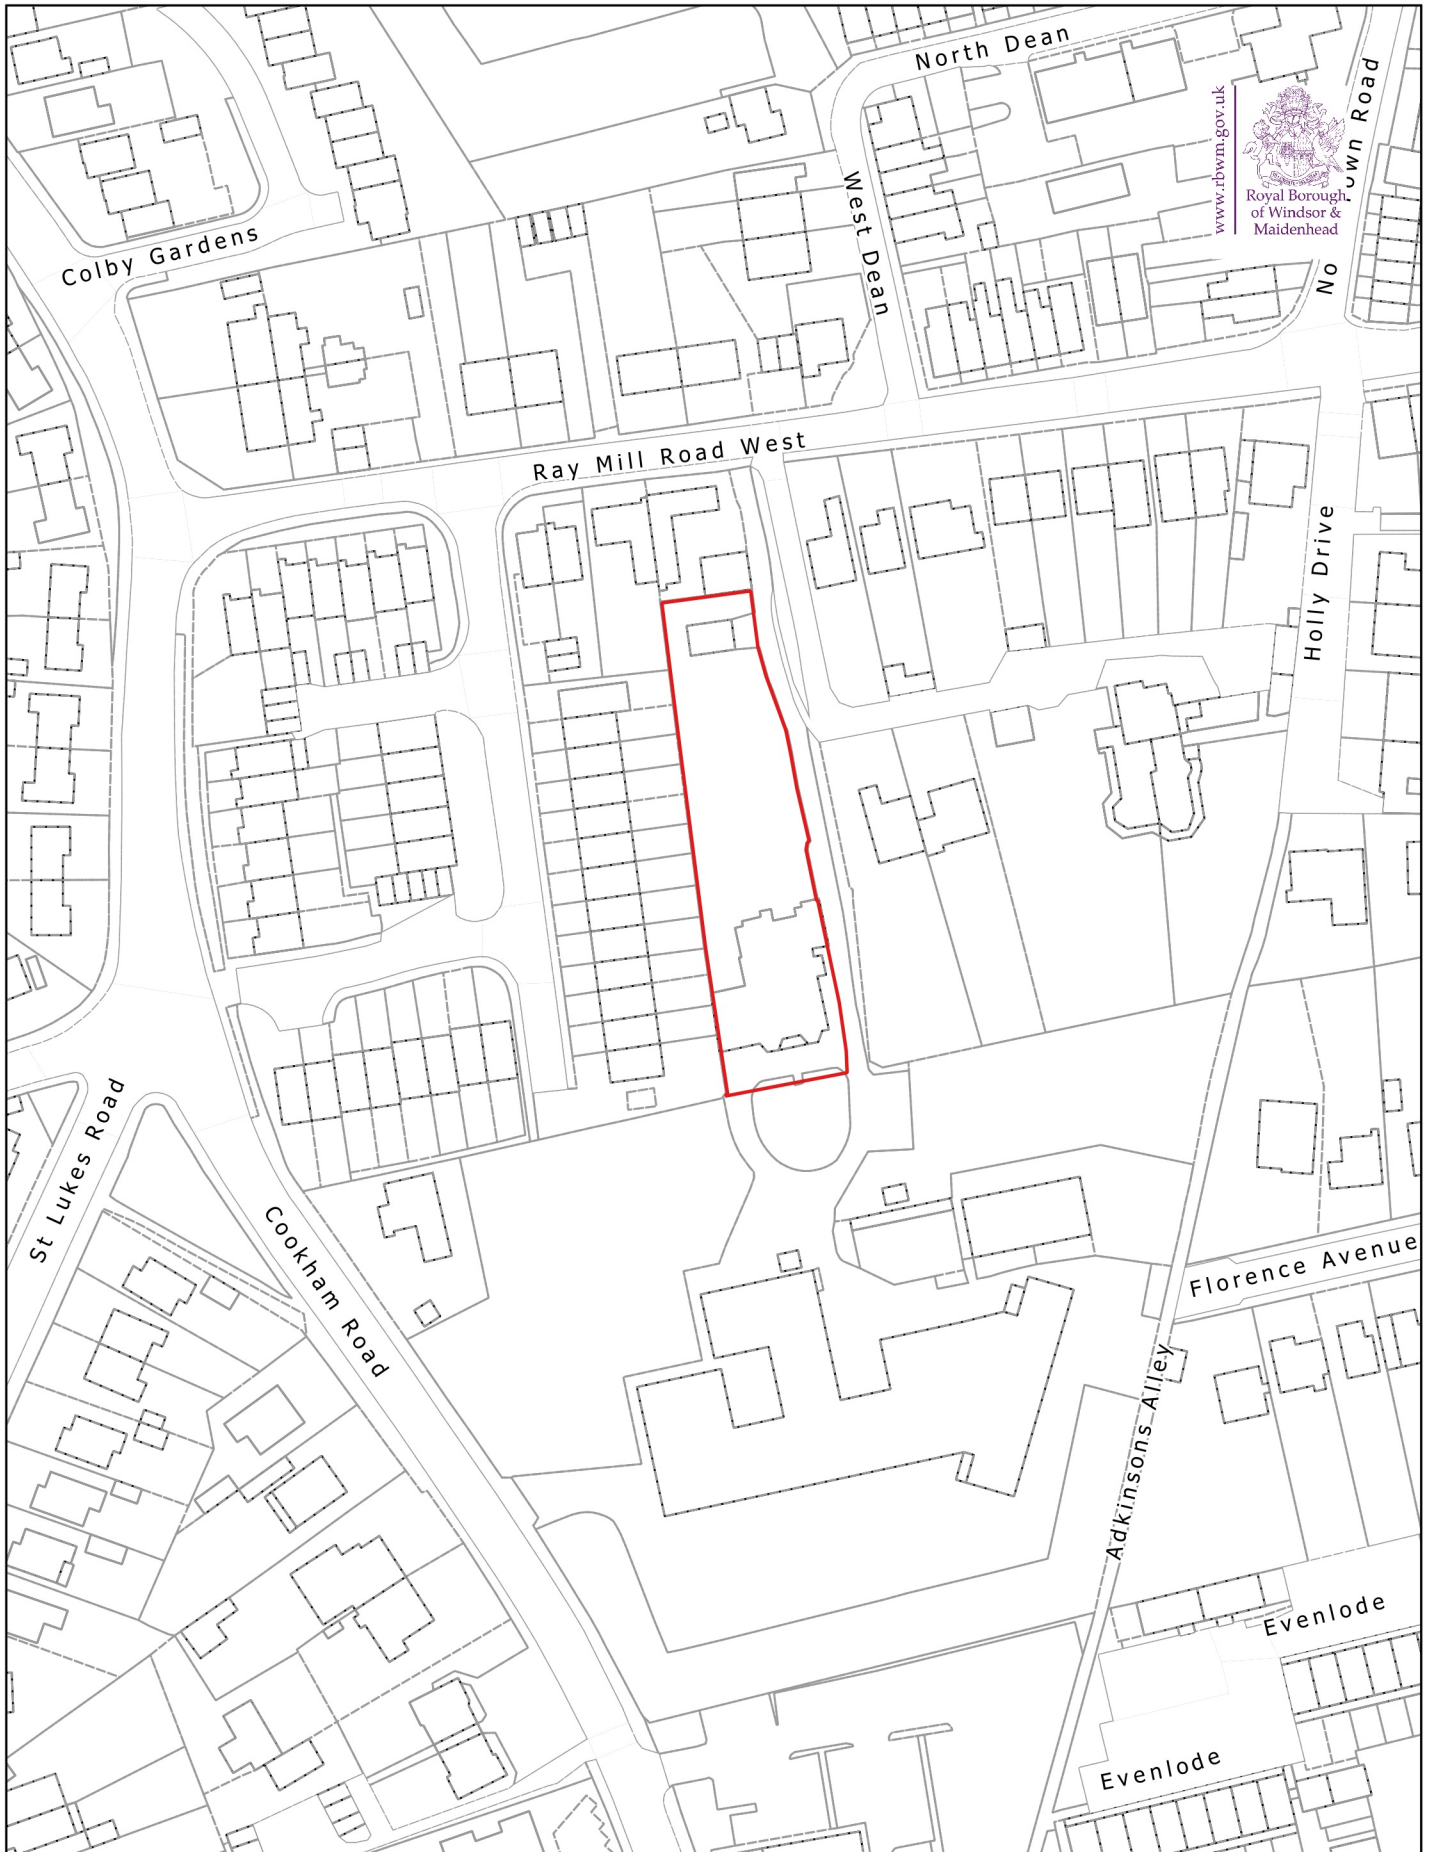 North Dean
www.rbwm.gov.uk
Royal Borough
of Windsor &
Maidenhead
No
own Road
West Dean
Colby Gardens
Ray Mill Road West
Holly Drive
St Lukes Road
Cookham Road
Florence Avenue
Adkinsons Alley
Evenlode
Evenlode